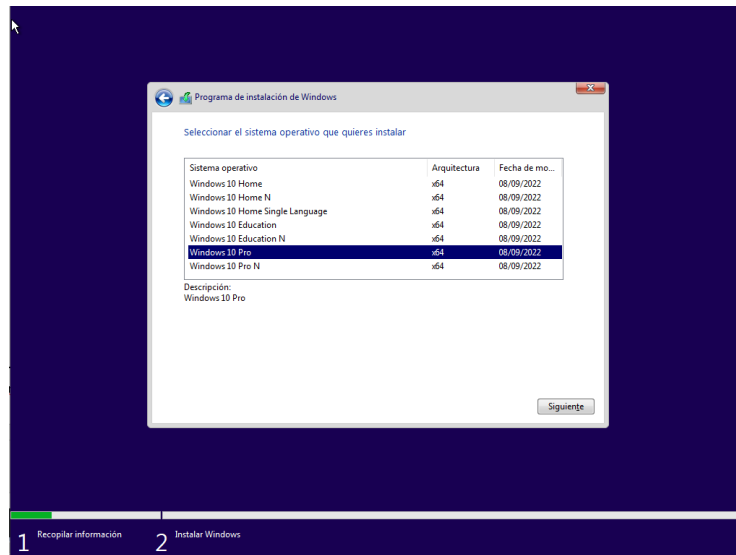 Programa de instalación de Windows
Seleccionar el sistema operativo que quieres instalar
Sistema operativo Arquitectura Fecha de mo...
Windows 10 Home x64 08/09/2022
Windows 10 Home N x64 08/09/2022
Windows 10 Home Single Language x64 08/09/2022
Windows 10 Education x64 08/09/2022
Windows 10 Education N x64 08/09/2022
Windows 10 Pro x64 08/09/2022
Windows 10 Pro N x64 08/09/2022
Descripción:
Windows 10 Pro
Siguiente
1 Recopilar información 2 Instalar Windows